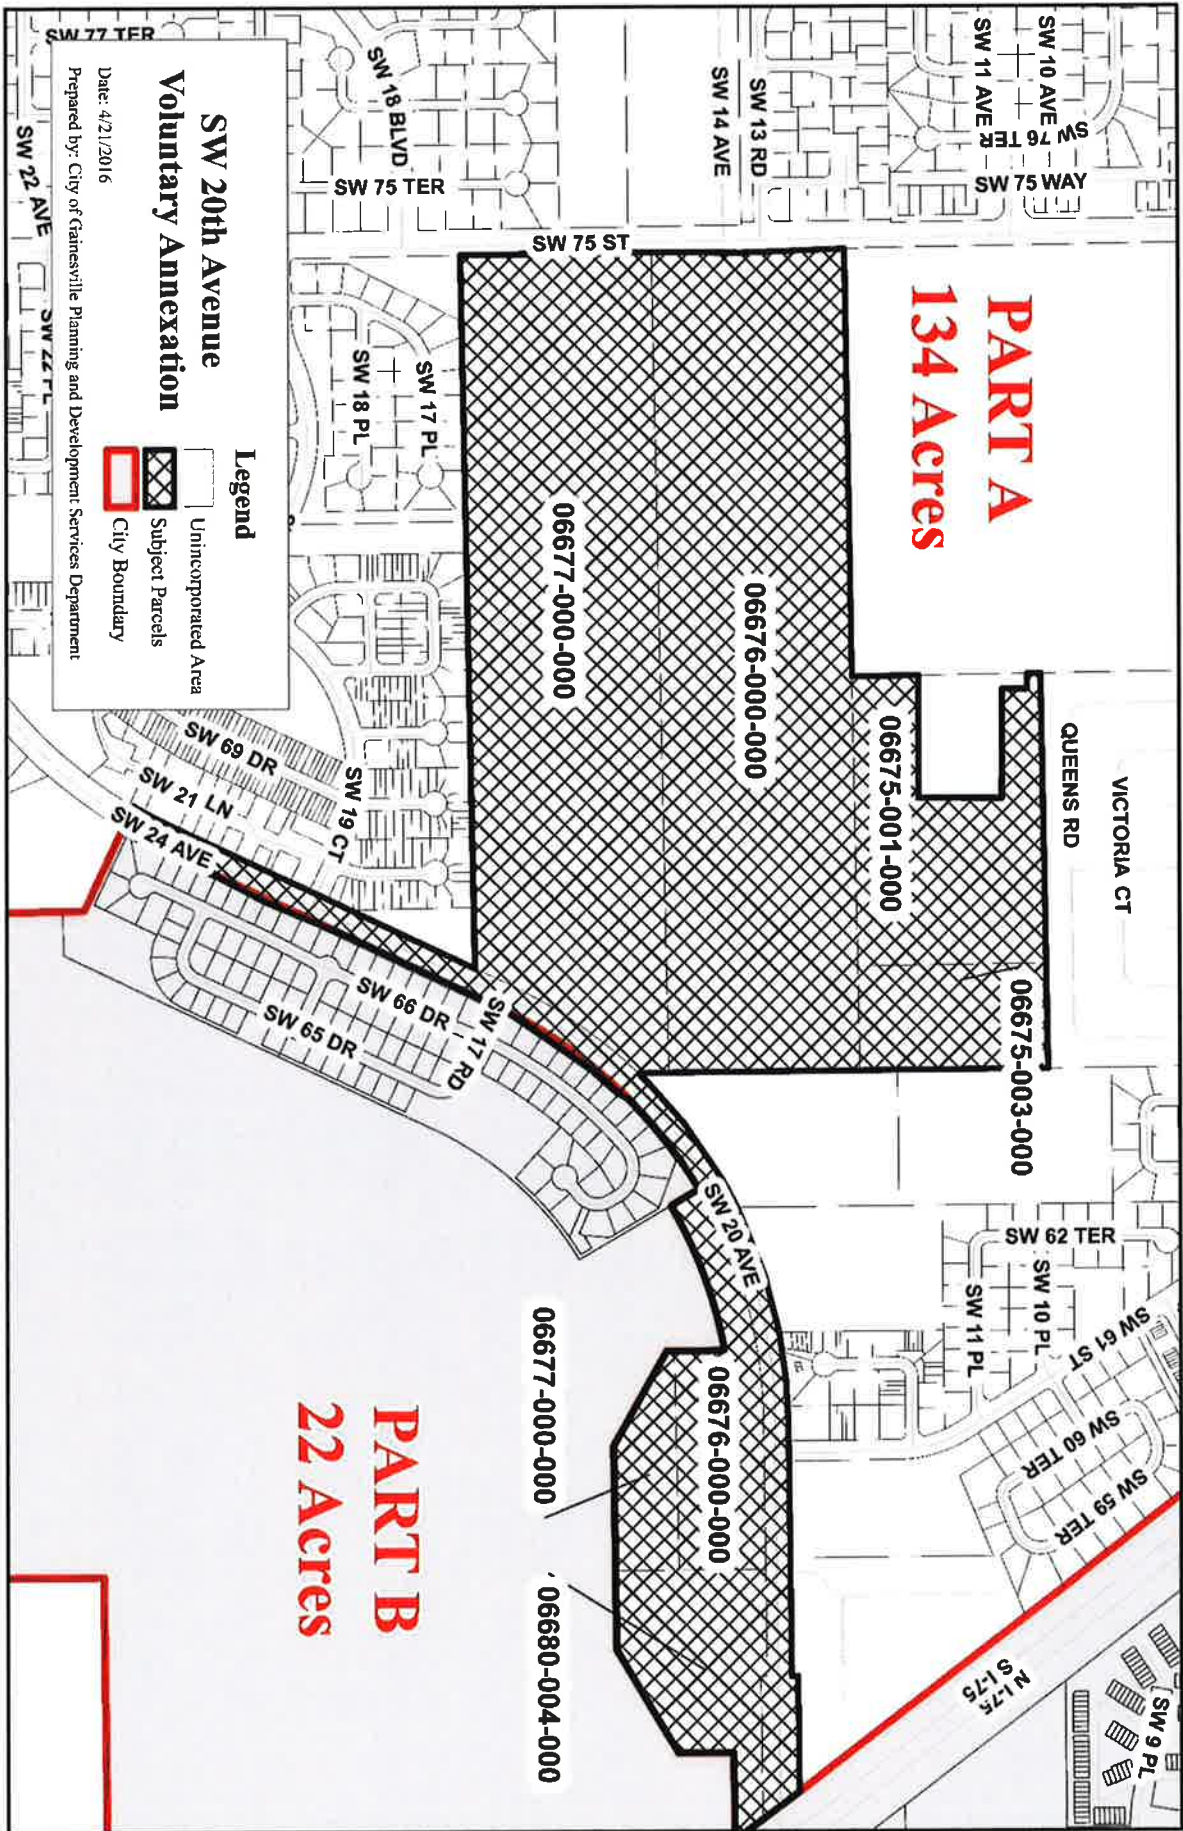 SW 10 AVE
SW 11 AVE
SW 76 TER
SW 75 WAY
SW 13 RD
SW 14 AVE
SW 18 BLVD
SW 75 TER
SW 77 TER
SW 22 AVE
SW 22 PL
SW 75 ST
PART A
134 Acres
QUEENS RD
VICTORIA CT
06675-001-000
06675-003-000
06676-000-000
06677-000-000
SW 17 PL
SW 18 PL
SW 19 CT
SW 69 DR
SW 21 LN
SW 24 AVE
SW 66 DR
SW 65 DR
SW 17 RD
SW 20 AVE
SW 62 TER
SW 10 PL
SW 11 PL
SW 61 ST
SW 60 TER
SW 59 TER
N I-75
S I-75
SW 9 PL
06676-000-000
06677-000-000
06680-004-000
PART B
22 Acres
SW 20th Avenue
Voluntary Annexation
Legend
Unincorporated Area
Subject Parcels
City Boundary
Date: 4/21/2016
Prepared by: City of Gainesville Planning and Development Services Department